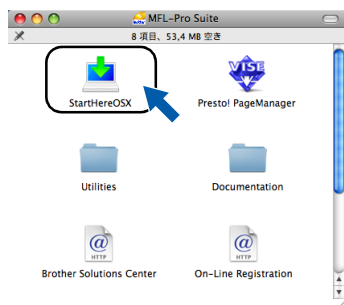 MFL-Pro Suite
8 項目、53,4 MB 空き
StartHereOSX
VISE
Presto! PageManager
Utilities
Documentation
@
HTTP
@
HTTP
Brother Solutions Center
On-Line Registration